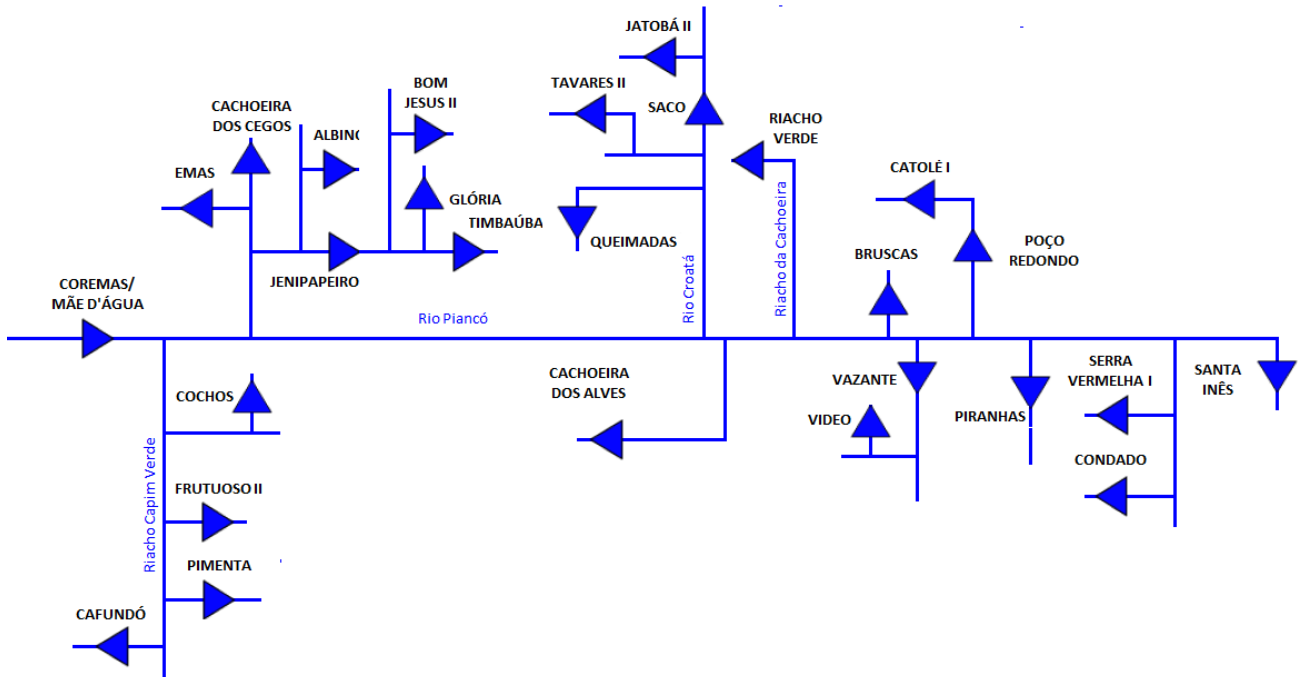 JATOBÁ II
BOM
JESUS II
TAVARES II
CACHOEIRA
DOS CEGOS
SACO
RIACHO
VERDE
ALBINO
EMAS
CATOLÉ I
GLÓRIA
TIMBAÚBA
QUEIMADAS
POÇO
REDONDO
BRUSCAS
JENIPAPEIRO
COREMAS/
MÃE D'ÁGUA
Rio Piancó
Rio Croatá
Riacho da Cachoeira
CACHOEIRA
DOS ALVES
VAZANTE
SERRA
VERMELHA I
SANTA
INÊS
COCHOS
VIDEO
PIRANHAS
CONDADO
FRUTUOSO II
Riacho Capim Verde
PIMENTA
CAFUNDÓ